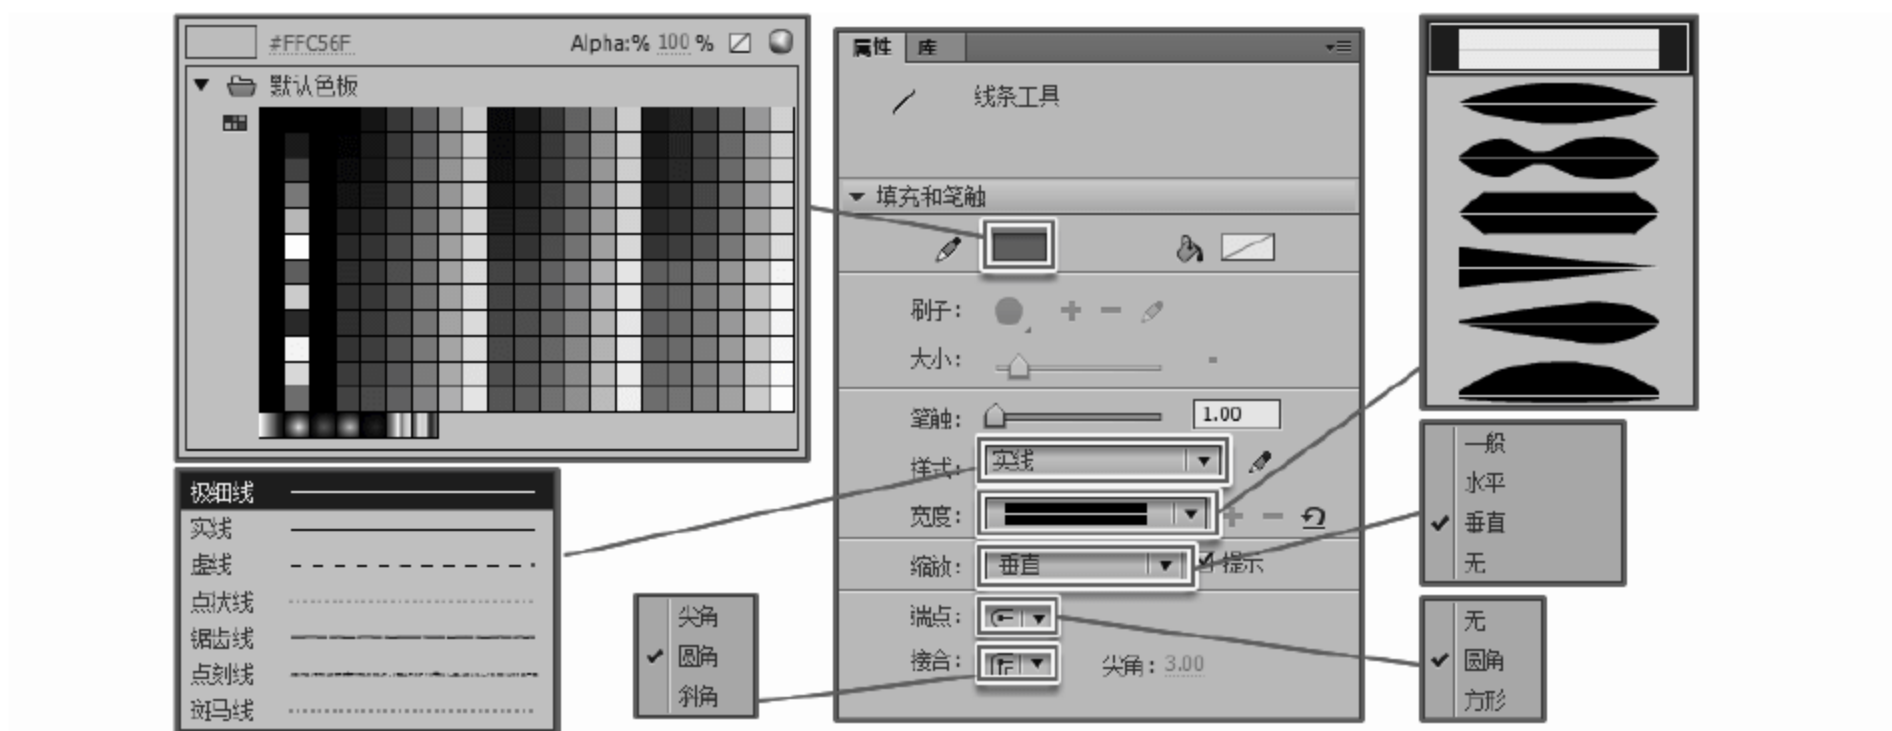 #FFC56F Alpha:% 100 %
默认色板
极细线
实线
虚线
点状线
锯齿线
点刻线
斑马线
尖角
圆角
斜角
属性 库
线条工具
填充和笔触
刷子:
大小:
笔触: 1.00
样式: 实线
宽度:
缩放: 垂直 提示
端点:
接合: 尖角: 3.00
一般
水平
垂直
无
无
圆角
方形